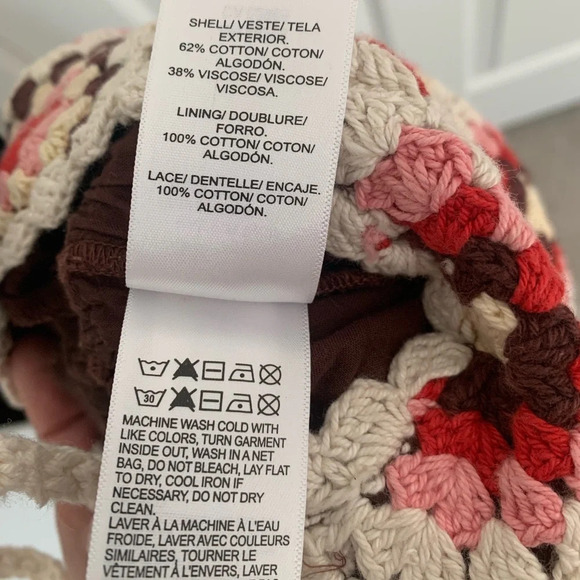 SHELL/ VESTE/ TELA
EXTERIOR.
62% COTTON/ COTON/
ALGODÓN.
38% VISCOSE/ VISCOSE/
VISCOSA.
LINING/ DOUBLURE/
FORRO.
100% COTTON/ COTON/
ALGODÓN.
LACE/ DENTELLE/ ENCAJE.
100% COTTON/ COTON/
ALGODÓN.
30
MACHINE WASH COLD WITH
LIKE COLORS, TURN GARMENT
INSIDE OUT, WASH IN A NET
BAG, DO NOT BLEACH, LAY FLAT
TO DRY, COOL IRON IF
NECESSARY, DO NOT DRY
CLEAN.
LAVER À LA MACHINE À L'EAU
FROIDE, LAVER AVEC COULEURS
SIMILAIRES, TOURNER LE
VÊTEMENT À L'ENVERS, LAVER
DANS